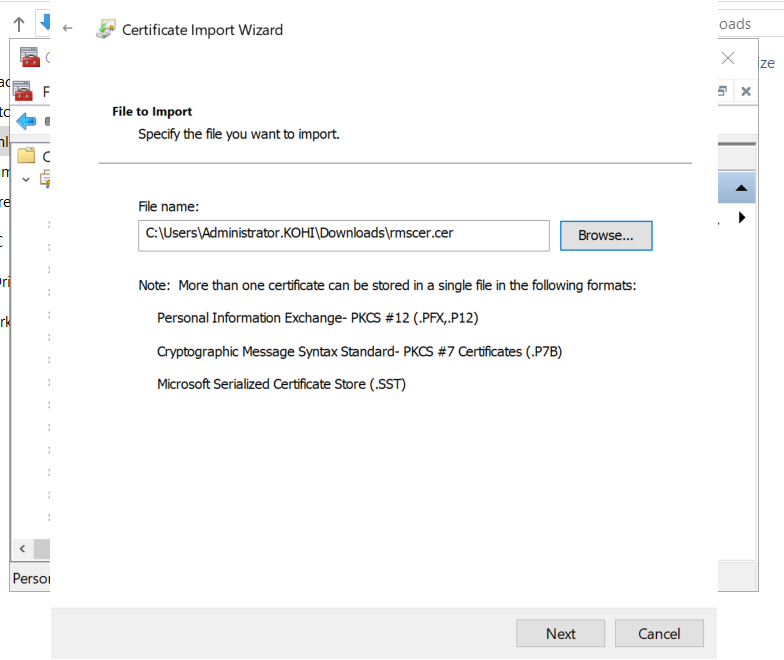 Certificate Import Wizard
oads
ze
File to Import
Specify the file you want to import.
File name:
C:\Users\Administrator.KOHI\Downloads\rmscer.cer
Browse...
Note: More than one certificate can be stored in a single file in the following formats:
Personal Information Exchange- PKCS #12 (.PFX,.P12)
Cryptographic Message Syntax Standard- PKCS #7 Certificates (.P7B)
Microsoft Serialized Certificate Store (.SST)
Person
Next
Cancel